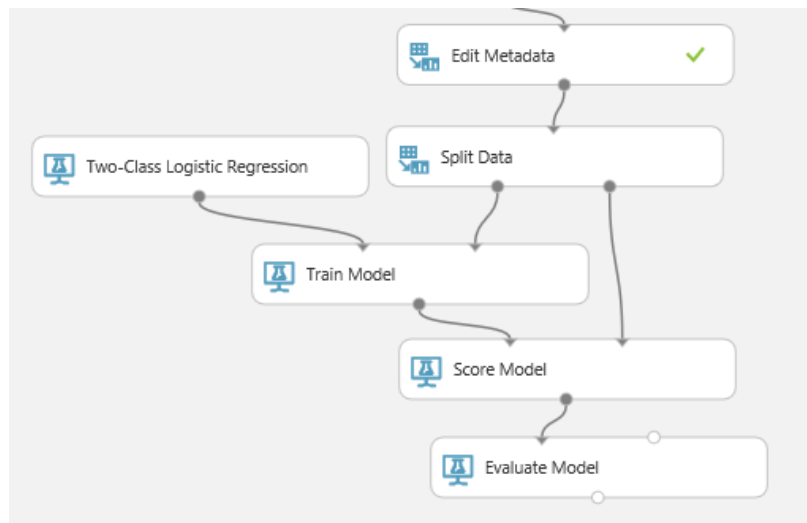 Edit Metadata
Two-Class Logistic Regression
Split Data
Train Model
Score Model
Evaluate Model